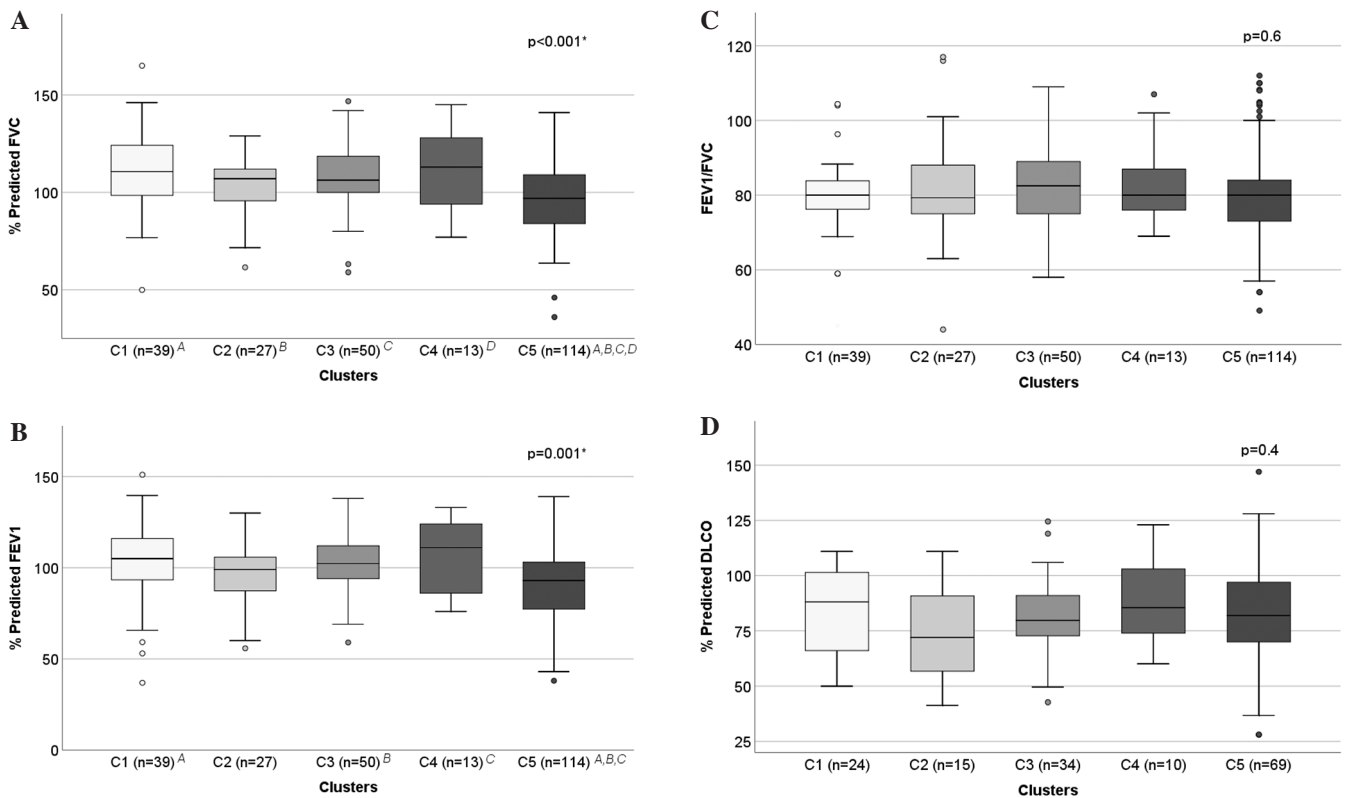 A
p<0.001*
% Predicted FVC
150
100
50
C1 (n=39) A C2 (n=27) B C3 (n=50) C C4 (n=13) D C5 (n=114) A,B,C,D
Clusters
B
p=0.001*
% Predicted FEV1
150
100
50
0
C1 (n=39) A C2 (n=27) C3 (n=50) B C4 (n=13) C C5 (n=114) A,B,C
Clusters
C
p=0.6
FEV1/FVC
120
100
80
60
40
C1 (n=39) C2 (n=27) C3 (n=50) C4 (n=13) C5 (n=114)
Clusters
D
p=0.4
% Predicted DLCO
150
125
100
75
50
25
C1 (n=24) C2 (n=15) C3 (n=34) C4 (n=10) C5 (n=69)
Clusters